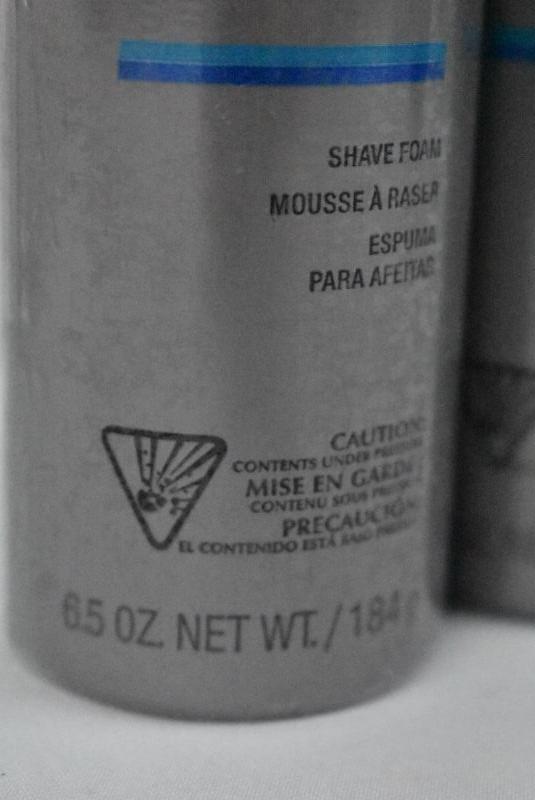 SHAVE FOAM
MOUSSE À RASER
ESPUMA
PARA AFEITAR
CAUTION:
CONTENTS UNDER PRESSURE
MISE EN GARDE
CONTENU SOUS PRESSION
PRECAUCIÓN:
EL CONTENIDO ESTÁ BAJO PRESIÓN
6.5 OZ. NET WT. / 184 g